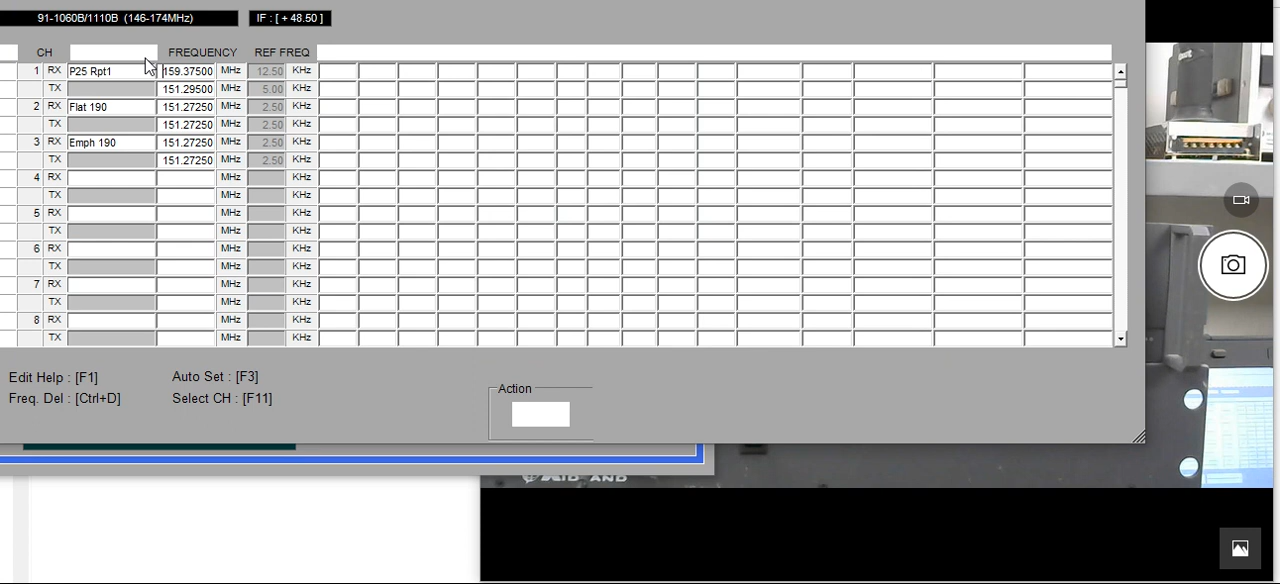 91-1060B/1110B (146-174MHz) IF : [ + 48.50 ]
CH FREQUENCY REF FREQ
1 RX P25 Rpt1 159.37500 MHz 12.50 KHz
TX 151.29500 MHz 5.00 KHz
2 RX Flat 190 151.27250 MHz 2.50 KHz
TX 151.27250 MHz 2.50 KHz
3 RX Emph 190 151.27250 MHz 2.50 KHz
TX 151.27250 MHz 2.50 KHz
4 RX MHz KHz
TX MHz KHz
5 RX MHz KHz
TX MHz KHz
6 RX MHz KHz
TX MHz KHz
7 RX MHz KHz
TX MHz KHz
8 RX MHz KHz
TX MHz KHz
Edit Help : [F1] Auto Set : [F3]
Freq. Del : [Ctrl+D] Select CH : [F11]
Action